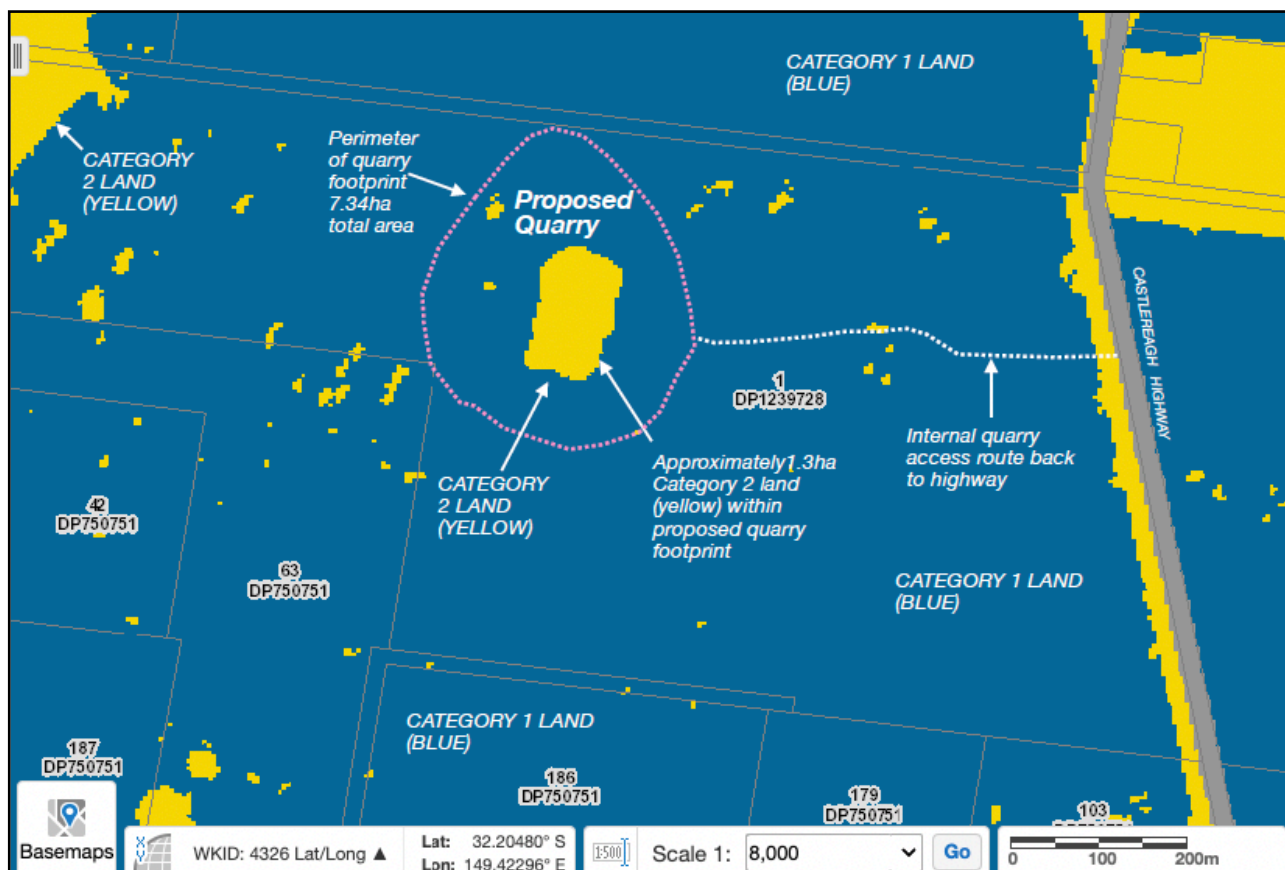 CATEGORY 1 LAND
(BLUE)
Perimeter
of quarry
footprint
7.34ha
total area
CATEGORY
2 LAND
(YELLOW)
Proposed
Quarry
CASTLEREAGH HIGHWAY
1
DP1239728
Internal quarry
access route back
to highway
CATEGORY
2 LAND
(YELLOW)
Approximately1.3ha
Category 2 land
(yellow) within
proposed quarry
footprint
42
DP750751
63
DP750751
CATEGORY 1 LAND
(BLUE)
CATEGORY 1 LAND
(BLUE)
187
DP750751
186
DP750751
179
DP750751
103
Basemaps
XY
WKID: 4326 Lat/Long ▲
Lat: 32.20480° S
Lon: 149.42296° E
1:500
Scale 1:
8,000
Go
0 100 200m